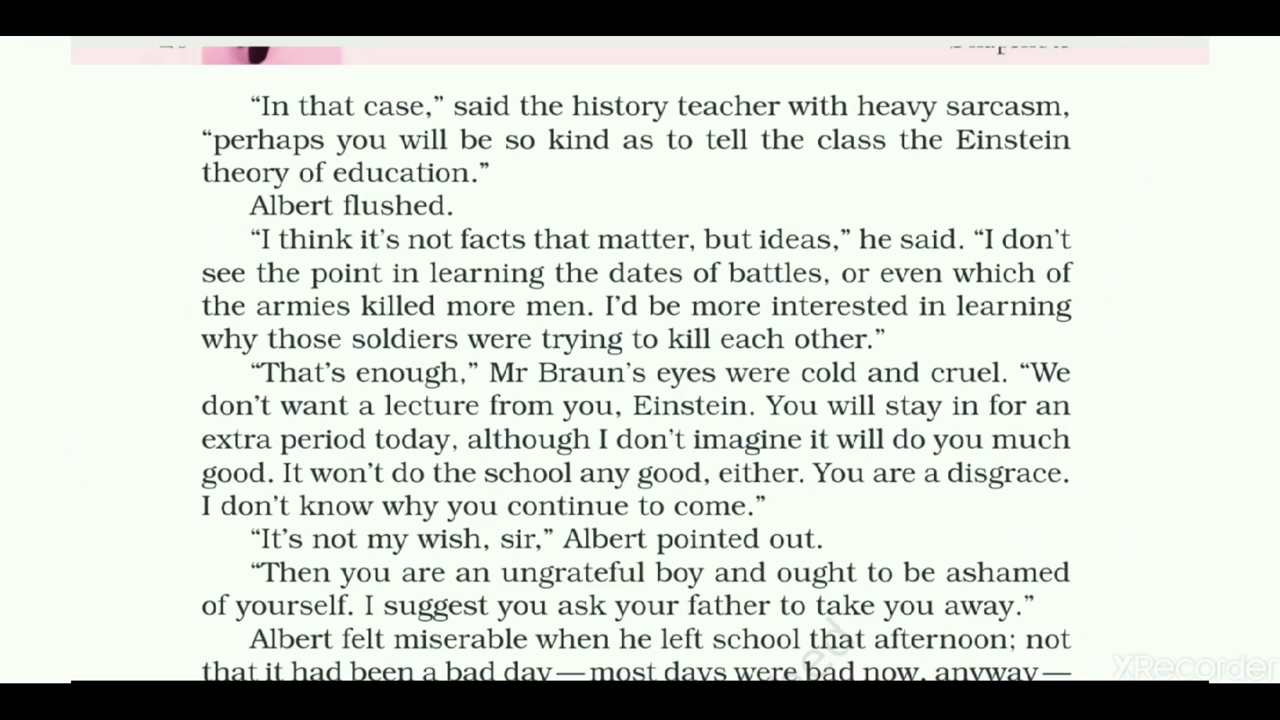 “In that case,” said the history teacher with heavy sarcasm,
“perhaps you will be so kind as to tell the class the Einstein
theory of education.”
Albert flushed.
“I think it’s not facts that matter, but ideas,” he said. “I don’t
see the point in learning the dates of battles, or even which of
the armies killed more men. I’d be more interested in learning
why those soldiers were trying to kill each other.”
“That’s enough,” Mr Braun’s eyes were cold and cruel. “We
don’t want a lecture from you, Einstein. You will stay in for an
extra period today, although I don’t imagine it will do you much
good. It won’t do the school any good, either. You are a disgrace.
I don’t know why you continue to come.”
“It’s not my wish, sir,” Albert pointed out.
“Then you are an ungrateful boy and ought to be ashamed
of yourself. I suggest you ask your father to take you away.”
Albert felt miserable when he left school that afternoon; not
that it had been a bad day—most days were bad now, anyway—
XRecorder